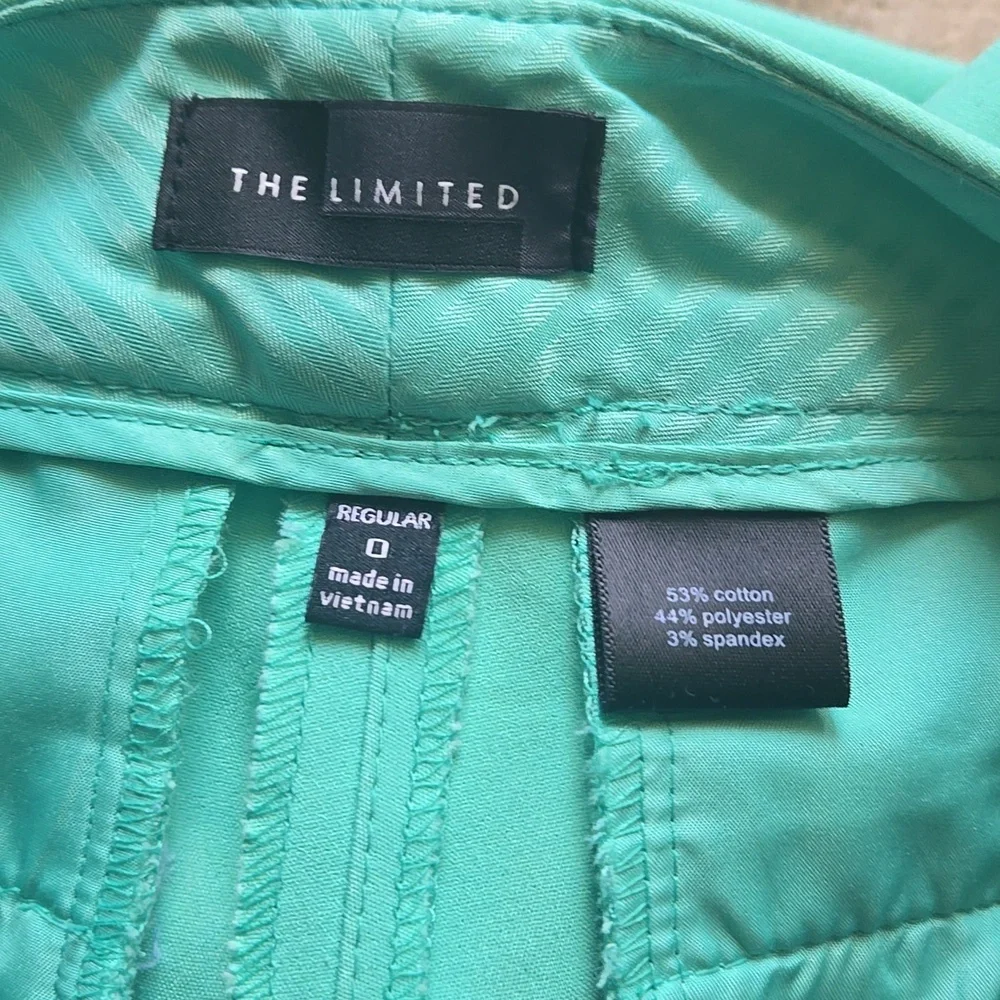 THE LIMITED
REGULAR
0
made in
vietnam
53% cotton
44% polyester
3% spandex